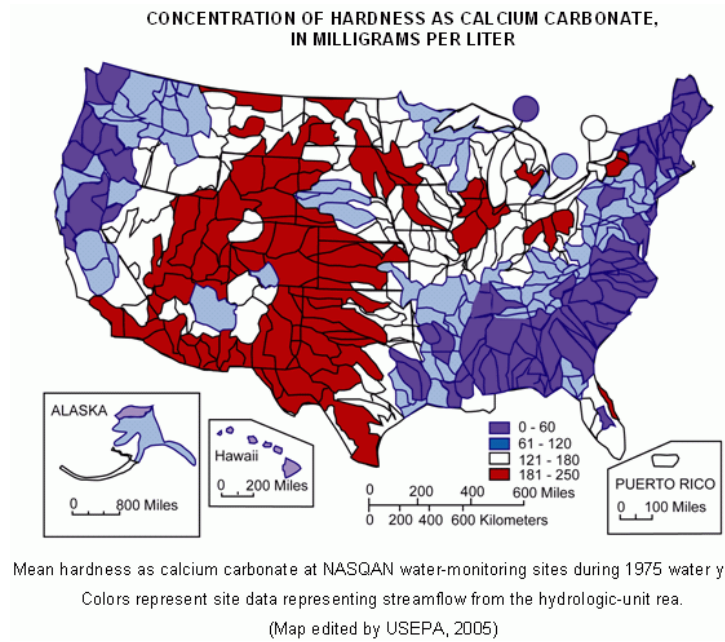 CONCENTRATION OF HARDNESS AS CALCIUM CARBONATE,
IN MILLIGRAMS PER LITER
ALASKA
0 800 Miles
Hawaii
0 200 Miles
0 - 60
61 - 120
121 - 180
181 - 250
0 200 400 600 Miles
0 200 400 600 Kilometers
PUERTO RICO
0 100 Miles
Mean hardness as calcium carbonate at NASQAN water-monitoring sites during 1975 water y
Colors represent site data representing streamflow from the hydrologic-unit rea.
(Map edited by USEPA, 2005)